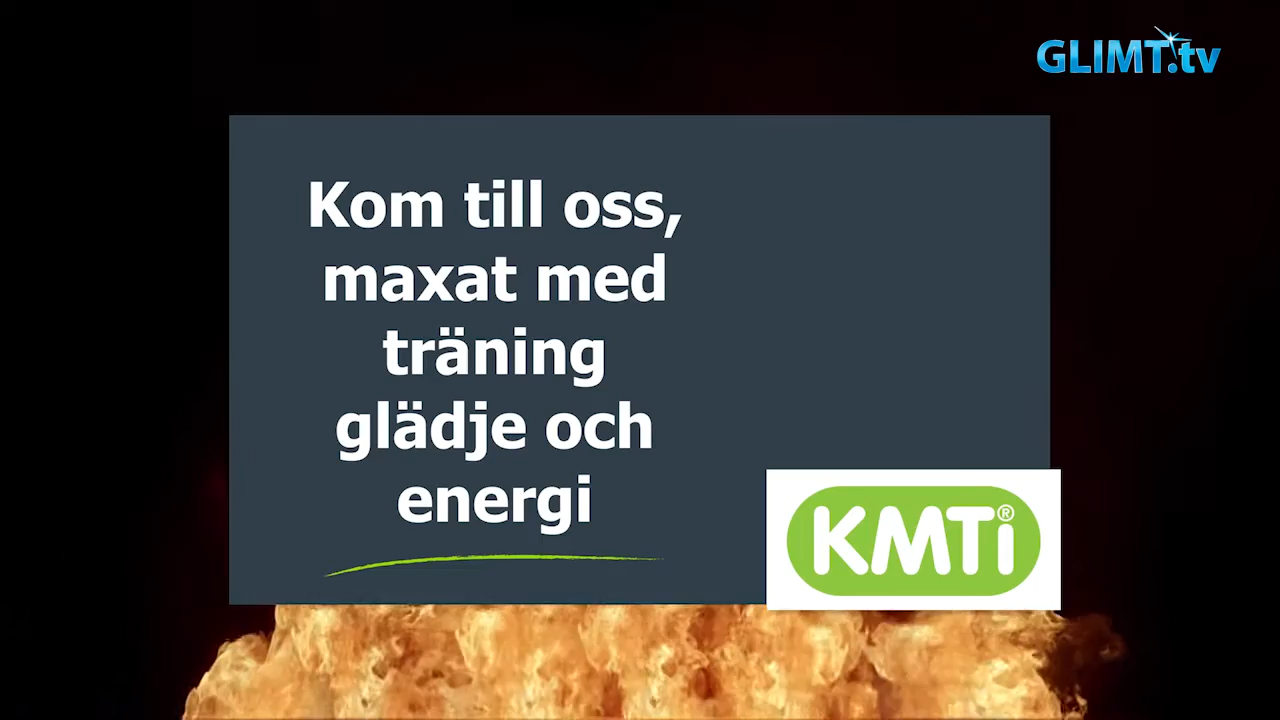 GLIMT.tv
Kom till oss,
maxat med
träning
glädje och
energi
KMTi®